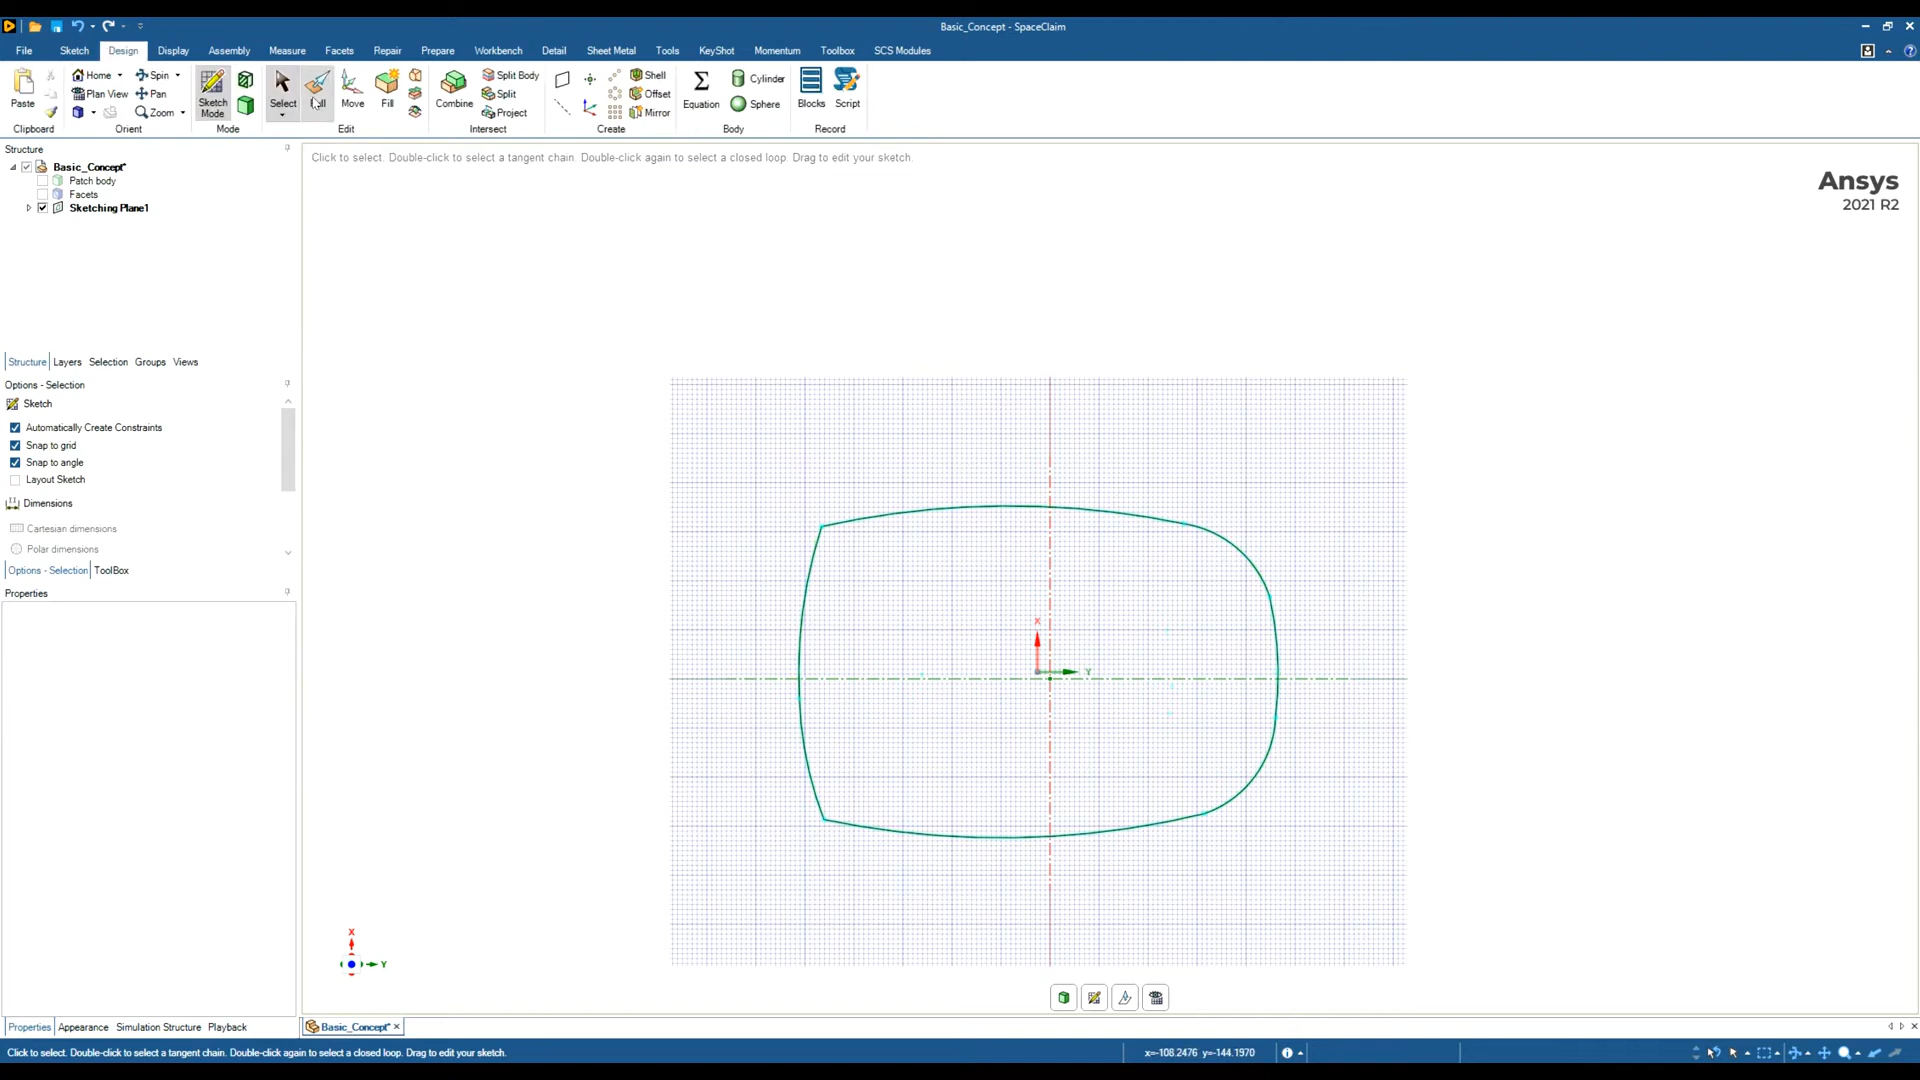 Basic_Concept - SpaceClaim
File Sketch Design Display Assembly Measure Facets Repair Prepare Workbench Detail Sheet Metal Tools KeyShot Momentum Toolbox SCS Modules
Home Spin Split Body Shell Cylinder
Plan View Pan Split Offset
Paste Sketch Mode Select Move Fill Combine Equation Sphere Blocks Script
Zoom Project Mirror
Clipboard Orient Mode Edit Intersect Create Body Record
Structure
Click to select. Double-click to select a tangent chain. Double-click again to select a closed loop. Drag to edit your sketch.
Basic_Concept*
Patch body
Facets
Sketching Plane1
Ansys
2021 R2
Structure Layers Selection Groups Views
Options - Selection
Sketch
Automatically Create Constraints
Snap to grid
Snap to angle
Layout Sketch
Dimensions
Cartesian dimensions
Polar dimensions
Options - Selection ToolBox
Properties
X
Y
X
Y
Properties Appearance Simulation Structure Playback
Basic_Concept*
Click to select. Double-click to select a tangent chain. Double-click again to select a closed loop. Drag to edit your sketch.
x=-108.2476 y=-144.1970